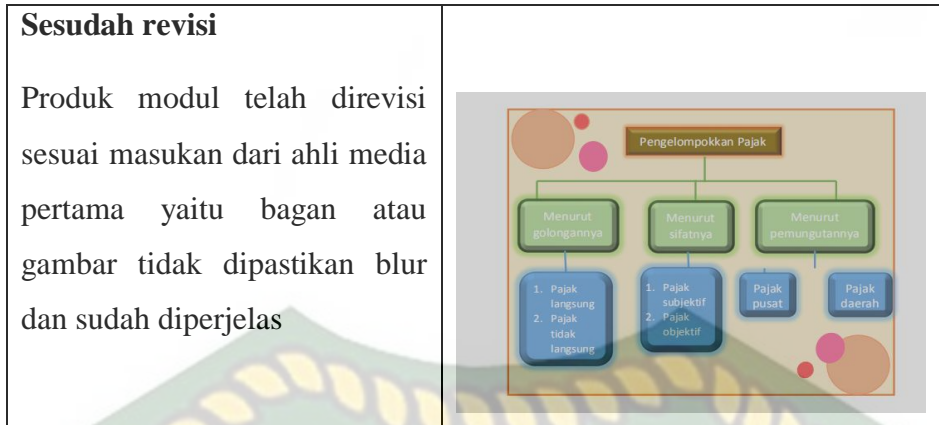 Sesudah revisi
Produk modul telah direvisi
sesuai masukan dari ahli media
pertama yaitu bagan atau
gambar tidak dipastikan blur
dan sudah diperjelas
Pengelompokkan Pajak
Menurut
golongannya
Menurut
sifatnya
Menurut
pemungutannya
1. Pajak
langsung
2. Pajak
tidak
langsung
1. Pajak
subjektif
2. Pajak
objektif
Pajak
pusat
Pajak
daerah